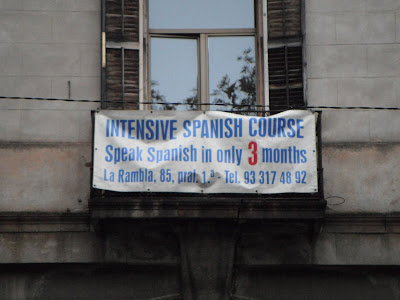 INTENSIVE SPANISH COURSE
Speak Spanish in only 3 months
La Rambla, 85, pral. 1.ª - Tel. 93 317 48 92